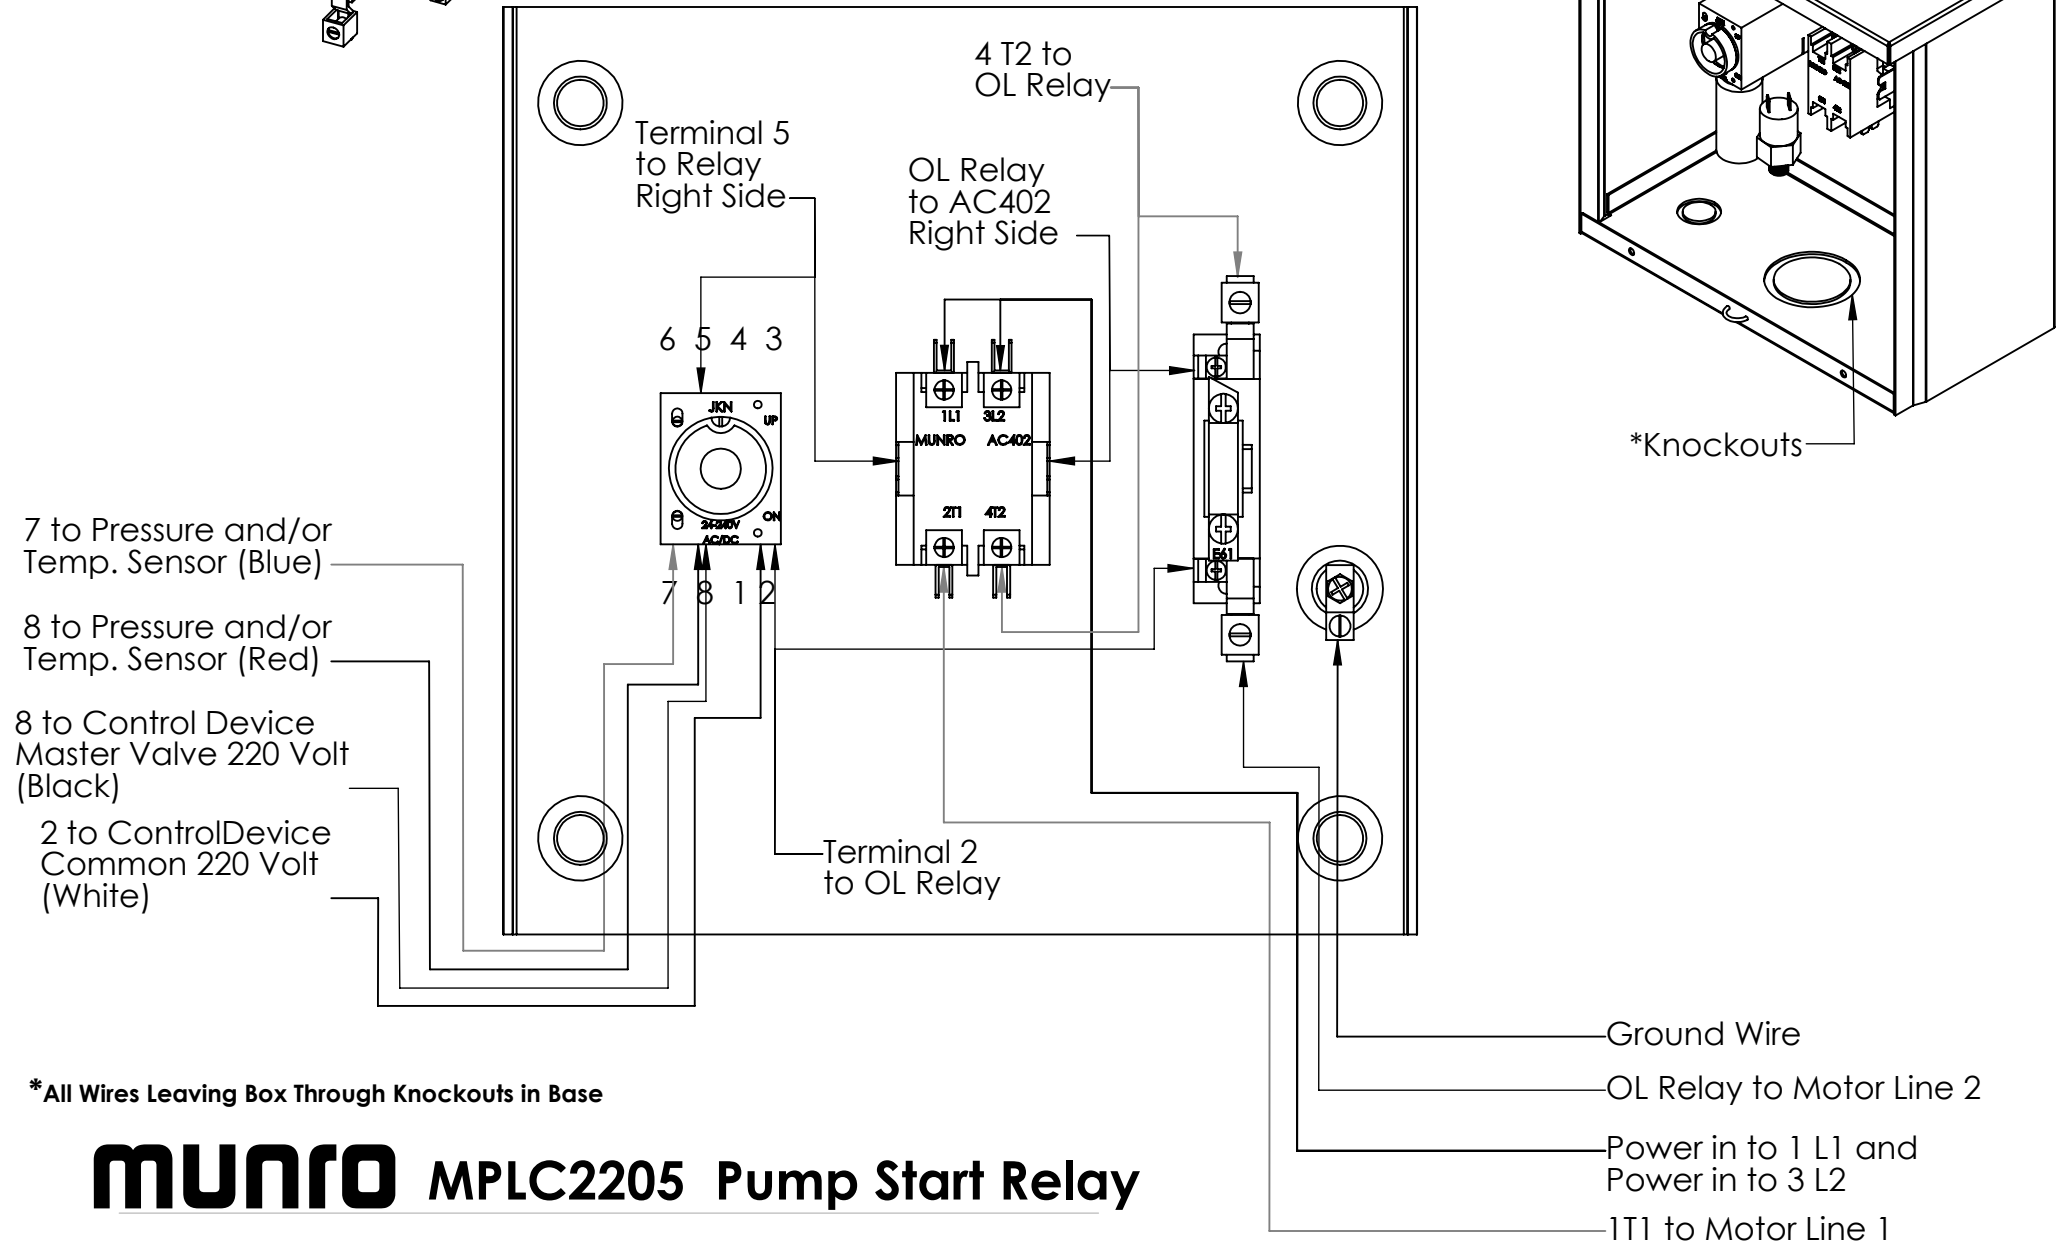 4 T2 to
OL Relay
Terminal 5
to Relay
Right Side
OL Relay
to AC402
Right Side
6 5 4 3
JKN
UP
ON
24-240V
AC/DC
7 8 1 2
1L1 3L2
MUNRO AC402
2T1 4T2
E61
*Knockouts
7 to Pressure and/or
Temp. Sensor (Blue)
8 to Pressure and/or
Temp. Sensor (Red)
8 to Control Device
Master Valve 220 Volt
(Black)
2 to ControlDevice
Common 220 Volt
(White)
Terminal 2
to OL Relay
Ground Wire
OL Relay to Motor Line 2
Power in to 1 L1 and
Power in to 3 L2
1T1 to Motor Line 1
*All Wires Leaving Box Through Knockouts in Base
munro MPLC2205 Pump Start Relay